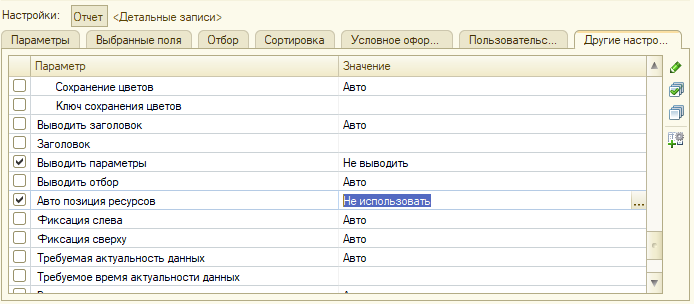 Настройки: Отчет <Детальные записи>
Параметры Выбранные поля Отбор Сортировка Условное офор... Пользовательс... Другие настро...
Параметр Значение
Сохранение цветов Авто
Ключ сохранения цветов
Выводить заголовок Авто
Заголовок
Выводить параметры Не выводить
Выводить отбор Авто
Авто позиция ресурсов Не использовать ...
Фиксация слева Авто
Фиксация сверху Авто
Требуемая актуальность данных Авто
Требуемое время актуальности данных